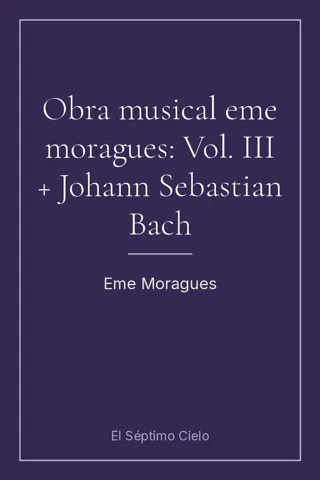 Obra musical eme
moragues: Vol. III
+ Johann Sebastian
Bach
Eme Moragues
El Séptimo Cielo